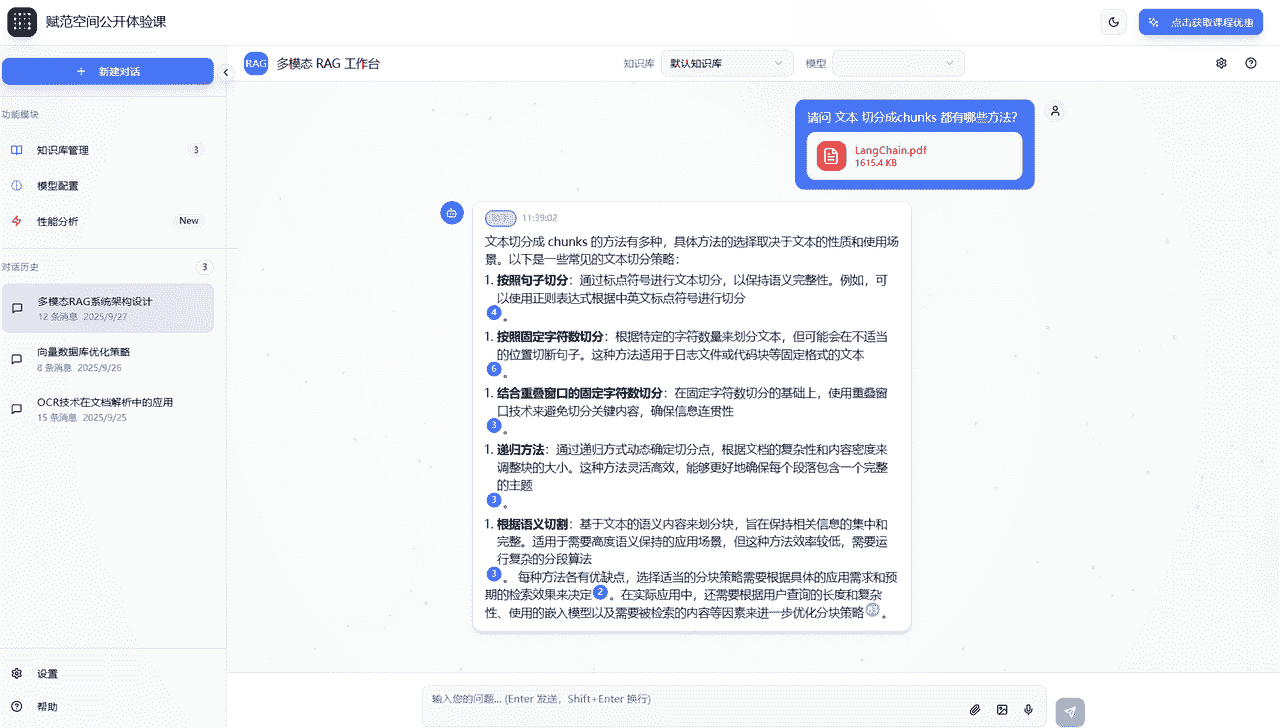 赋范空间公开体验课
点击获取课程优惠
新建对话
RAG 多模态 RAG 工作台
知识库 默认知识库 模型
功能模块
知识库管理 3
模型配置
性能分析 New
对话历史 3
多模态RAG系统架构设计
12 条消息 2025/9/27
向量数据库优化策略
8 条消息 2025/9/26
OCR技术在文档解析中的应用
15 条消息 2025/9/25
设置
帮助
请问 文本 切分成chunks 都有哪些方法?
LangChain.pdf
1615.4 KB
11:39:02
文本切分成 chunks 的方法有多种，具体方法的选择取决于文本的性质和使用场
景。以下是一些常见的文本切分策略：
1. 按照句子切分：通过标点符号进行文本切分，以保持语义完整性。例如，可
以使用正则表达式根据中英文标点符号进行切分
4 。
1. 按照固定字符数切分：根据特定的字符数量来划分文本，但可能会在不适当
的位置切断句子。这种方法适用于日志文件或代码块等固定格式的文本
6 。
1. 结合重叠窗口的固定字符数切分：在固定字符数切分的基础上，使用重叠窗
口技术来避免切分关键内容，确保信息连贯性
3 。
1. 递归方法：通过递归方式动态确定切分点，根据文档的复杂性和内容密度来
调整块的大小。这种方法灵活高效，能够更好地确保每个段落包含一个完整
的主题
3 。
1. 根据语义切割：基于文本的语义内容来划分块，旨在保持相关信息的集中和
完整。适用于需要高度语义保持的应用场景，但这种方法效率较低，需要运
行复杂的分段算法
3 。 每种方法各有优缺点，选择适当的分块策略需要根据具体的应用需求和预
期的检索效果来决定 2 。在实际应用中，还需要根据用户查询的长度和复杂
性、使用的嵌入模型以及需要被检索的内容等因素来进一步优化分块策略 。
输入您的问题... (Enter 发送，Shift+Enter 换行)